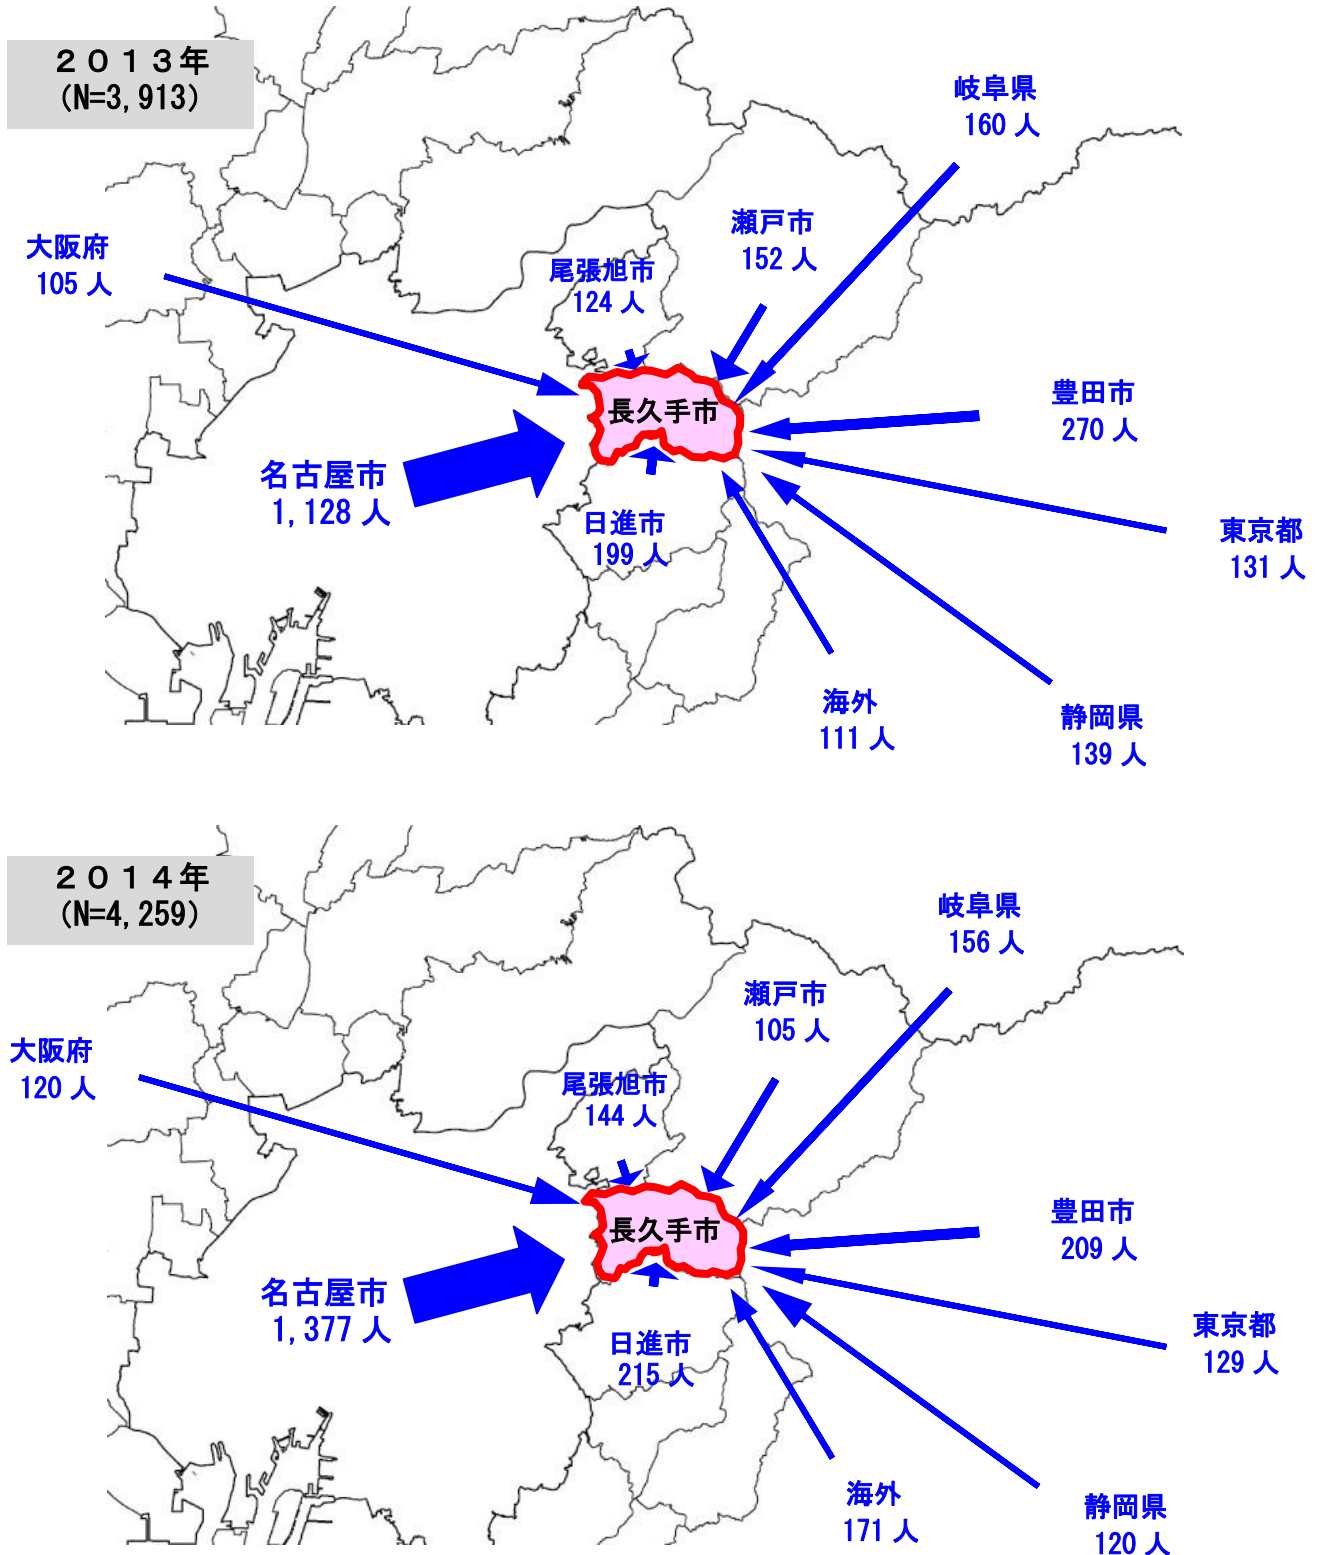 ２０１３年
(N=3,913)
岐阜県
160 人
瀬戸市
152 人
大阪府
105 人
尾張旭市
124 人
豊田市
270 人
長久手市
名古屋市
1,128 人
日進市
199 人
東京都
131 人
海外
111 人
静岡県
139 人
２０１４年
(N=4,259)
岐阜県
156 人
瀬戸市
105 人
大阪府
120 人
尾張旭市
144 人
豊田市
209 人
長久手市
名古屋市
1,377 人
日進市
215 人
東京都
129 人
海外
171 人
静岡県
120 人